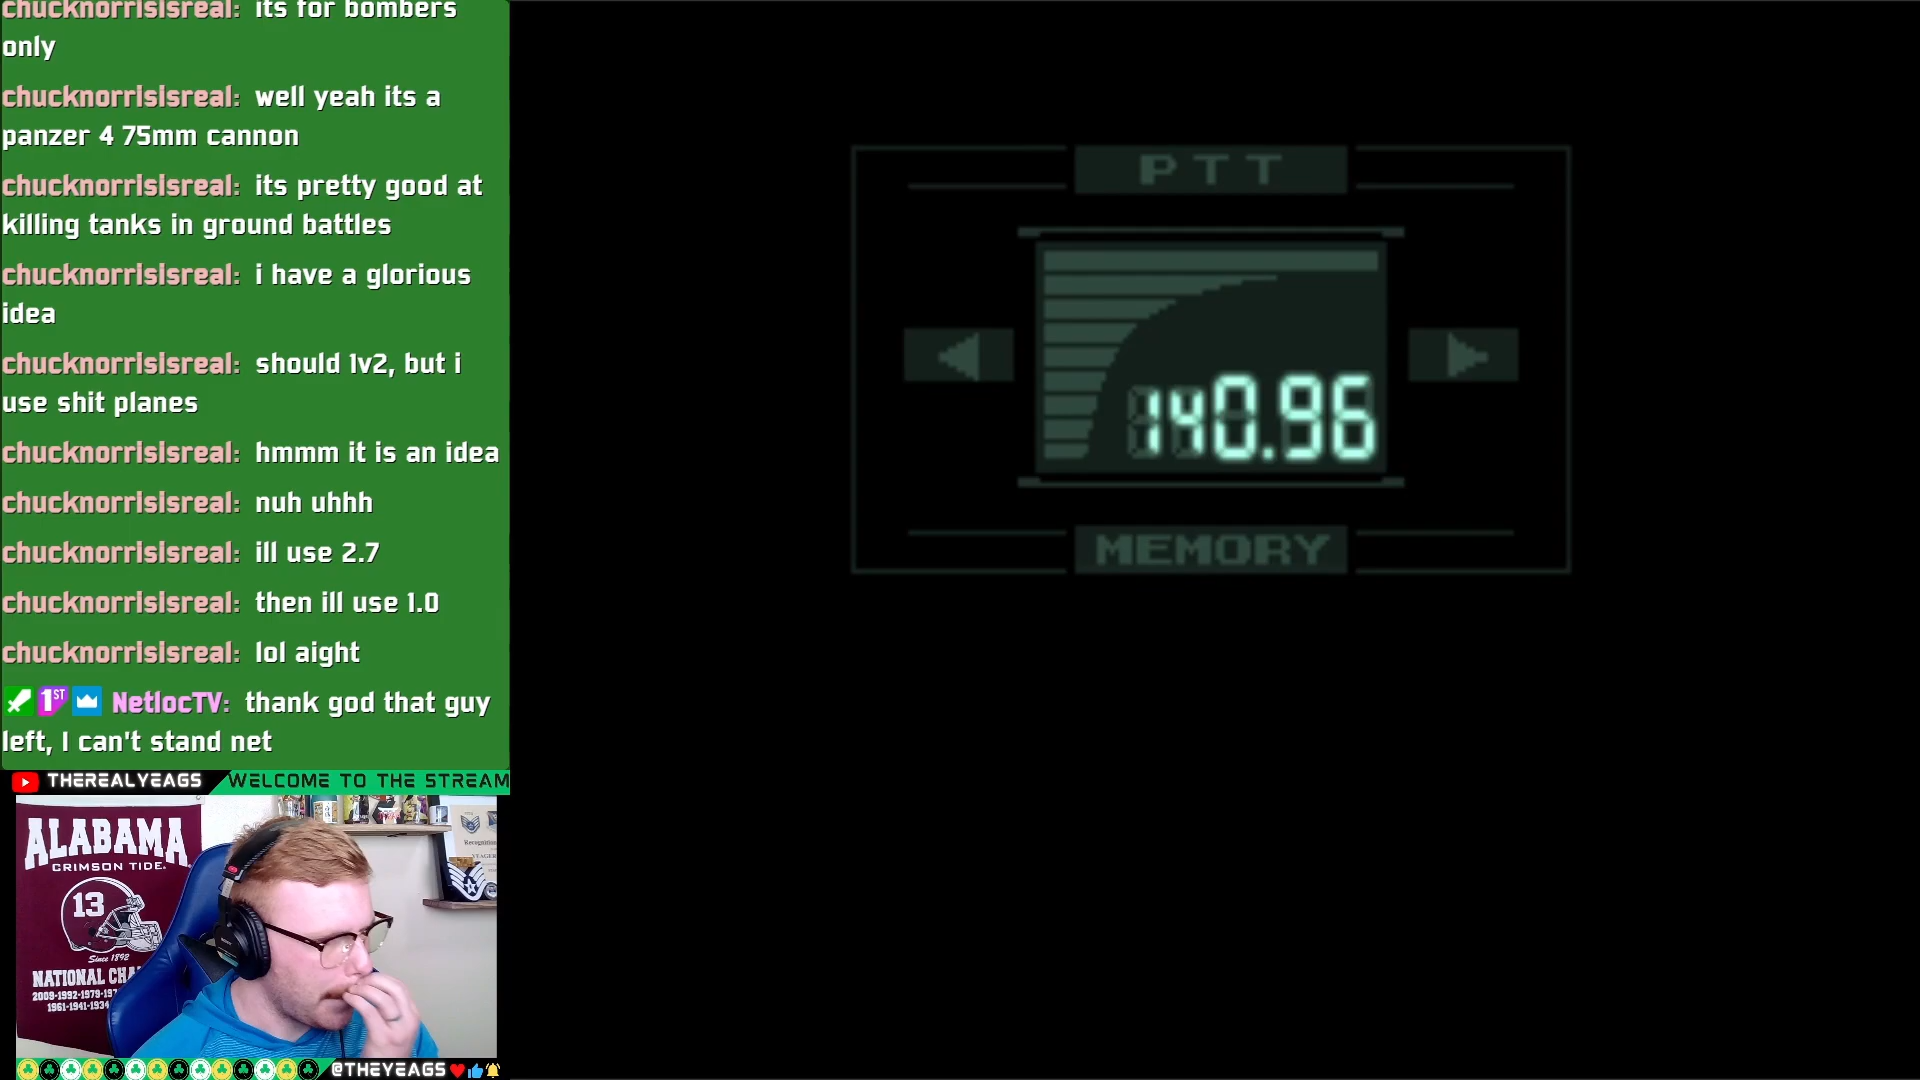 chucknorrisisreal: its for bombers
only
chucknorrisisreal: well yeah its a
panzer 4 75mm cannon
chucknorrisisreal: its pretty good at
killing tanks in ground battles
chucknorrisisreal: i have a glorious
idea
chucknorrisisreal: should 1v2, but i
use shit planes
chucknorrisisreal: hmmm it is an idea
chucknorrisisreal: nuh uhhh
chucknorrisisreal: ill use 2.7
chucknorrisisreal: then ill use 1.0
chucknorrisisreal: lol aight
1ST NetlocTV: thank god that guy
left, I can't stand net
THEREALYEAGS WELCOME TO THE STREAM
ALABAMA
CRIMSON TIDE.
13
Since 1892
NATIONAL CHA
@THEYEAGS
PTT
140.96
MEMORY